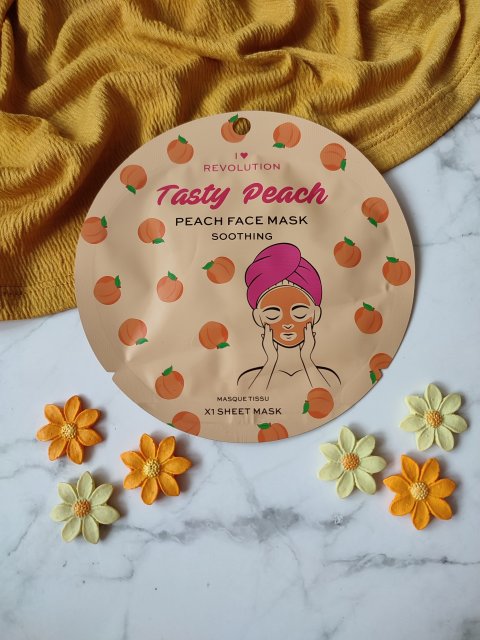 I ♥
REVOLUTION
Tasty Peach
PEACH FACE MASK
SOOTHING
MASQUE TISSU
X1 SHEET MASK